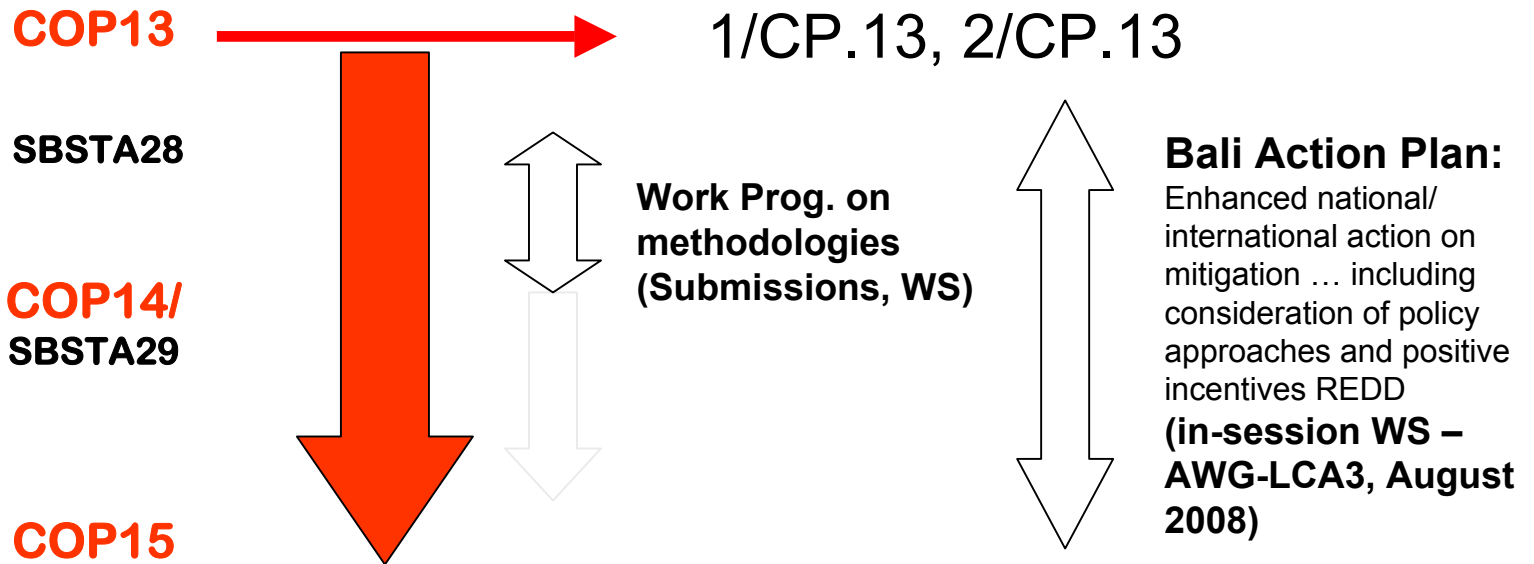 COP13
1/CP.13, 2/CP.13
SBSTA28
COP14/
SBSTA29
COP15
Work Prog. on
methodologies
(Submissions, WS)
Bali Action Plan:
Enhanced national/
international action on
mitigation … including
consideration of policy
approaches and positive
incentives REDD
(in-session WS –
AWG-LCA3, August
2008)